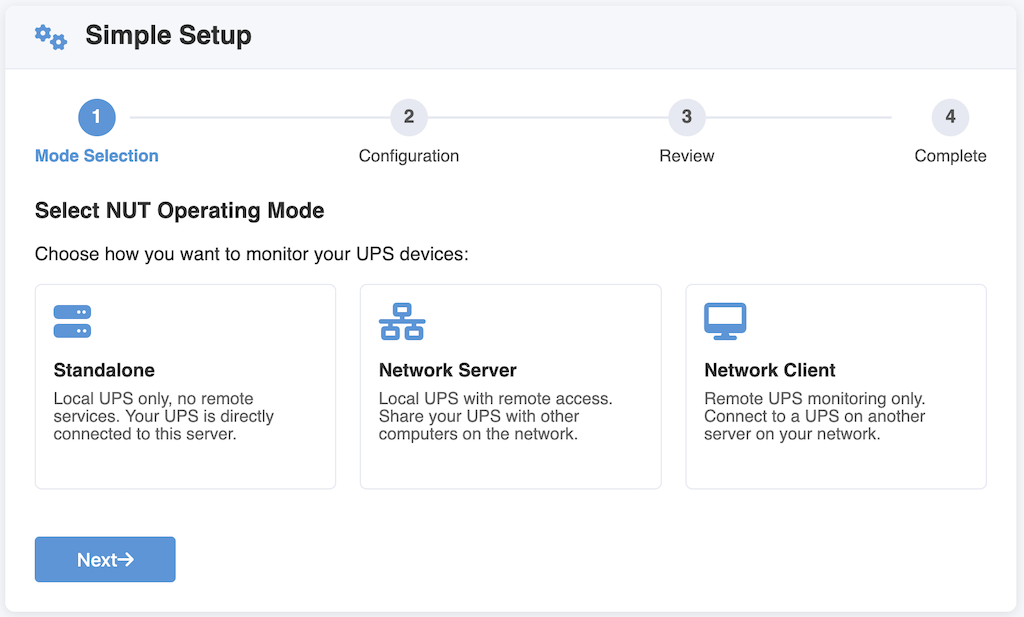 Simple Setup
1
2
3
4
Mode Selection
Configuration
Review
Complete
Select NUT Operating Mode
Choose how you want to monitor your UPS devices:
Standalone
Local UPS only, no remote
services. Your UPS is directly
connected to this server.
Network Server
Local UPS with remote access.
Share your UPS with other
computers on the network.
Network Client
Remote UPS monitoring only.
Connect to a UPS on another
server on your network.
Next→